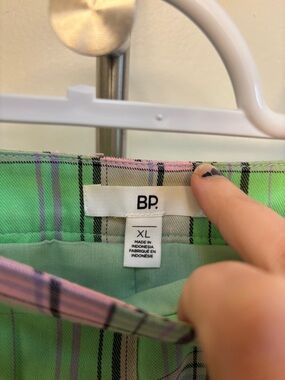 BP.
XL
MADE IN
INDONESIA
FABRIQUÉ EN
INDONÉSIE